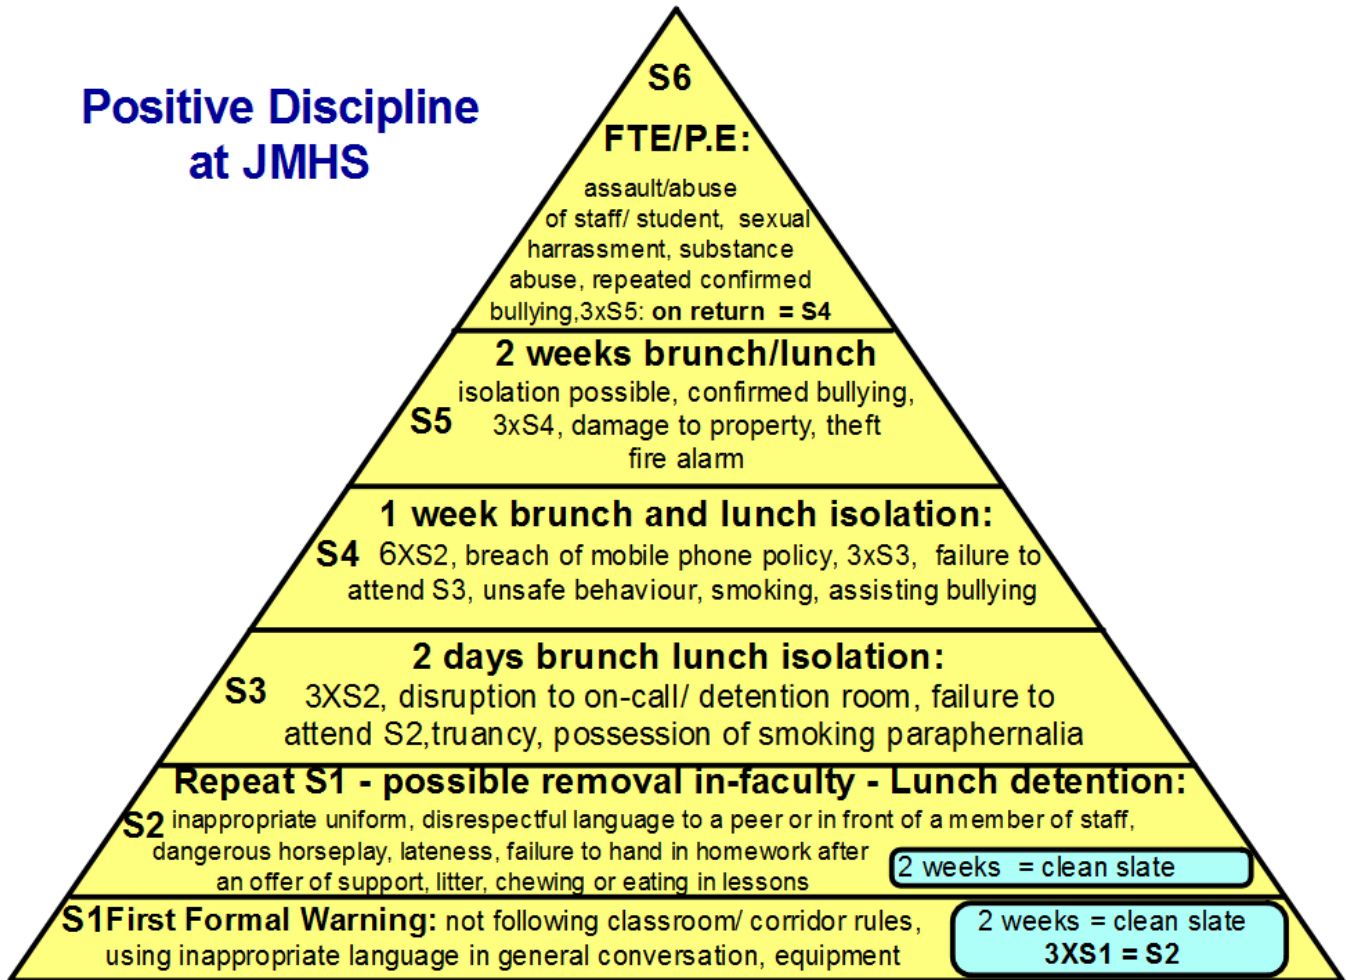 Positive Discipline
at JMHS
S6
FTE/P.E:
assault/abuse
of staff/ student, sexual
harrassment, substance
abuse, repeated confirmed
bullying,3xS5: on return = S4
2 weeks brunch/lunch
isolation possible, confirmed bullying,
S5 3xS4, damage to property, theft
fire alarm
1 week brunch and lunch isolation:
S4 6XS2, breach of mobile phone policy, 3xS3, failure to
attend S3, unsafe behaviour, smoking, assisting bullying
2 days brunch lunch isolation:
S3 3XS2, disruption to on-call/ detention room, failure to
attend S2,truancy, possession of smoking paraphernalia
Repeat S1 - possible removal in-faculty - Lunch detention:
S2 inappropriate uniform, disrespectful language to a peer or in front of a member of staff,
dangerous horseplay, lateness, failure to hand in homework after
an offer of support, litter, chewing or eating in lessons
2 weeks = clean slate
S1 First Formal Warning: not following classroom/ corridor rules,
using inappropriate language in general conversation, equipment
2 weeks = clean slate
3XS1 = S2